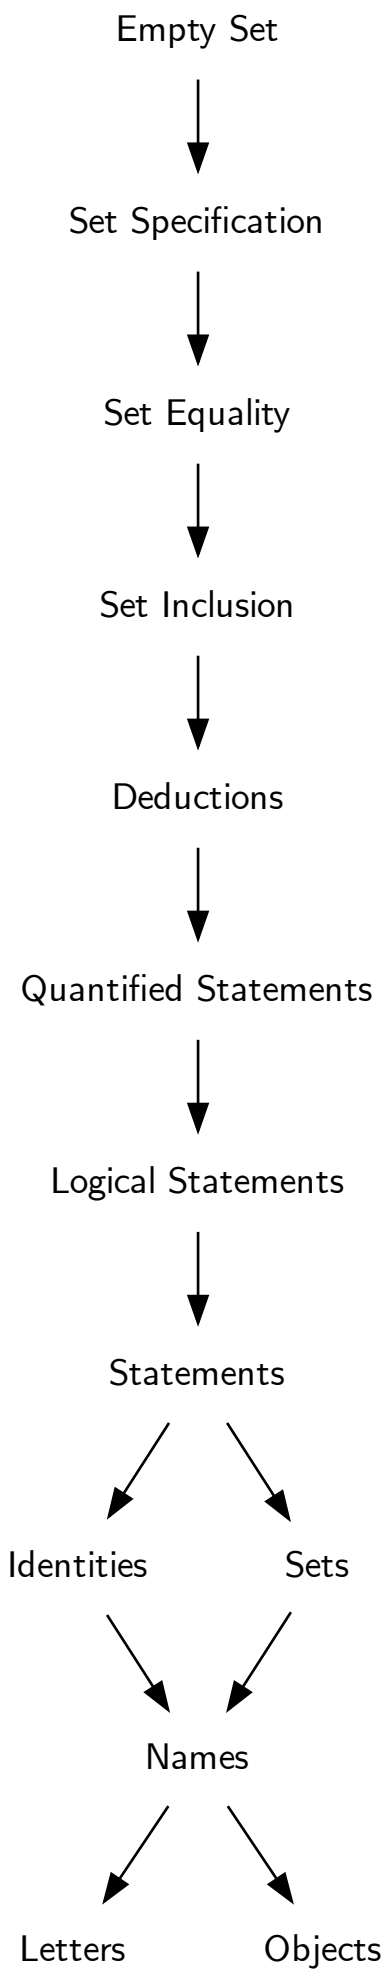 Empty Set
Set Specification
Set Equality
Set Inclusion
Deductions
Quantified Statements
Logical Statements
Statements
Identities Sets
Names
Letters Objects